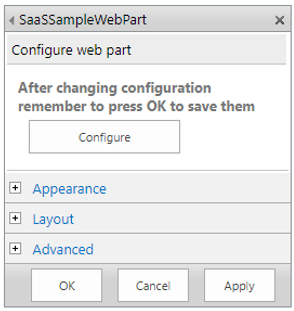 SaaSSampleWebPart
Configure web part
After changing configuration
remember to press OK to save them
Configure
Appearance
Layout
Advanced
OK Cancel Apply